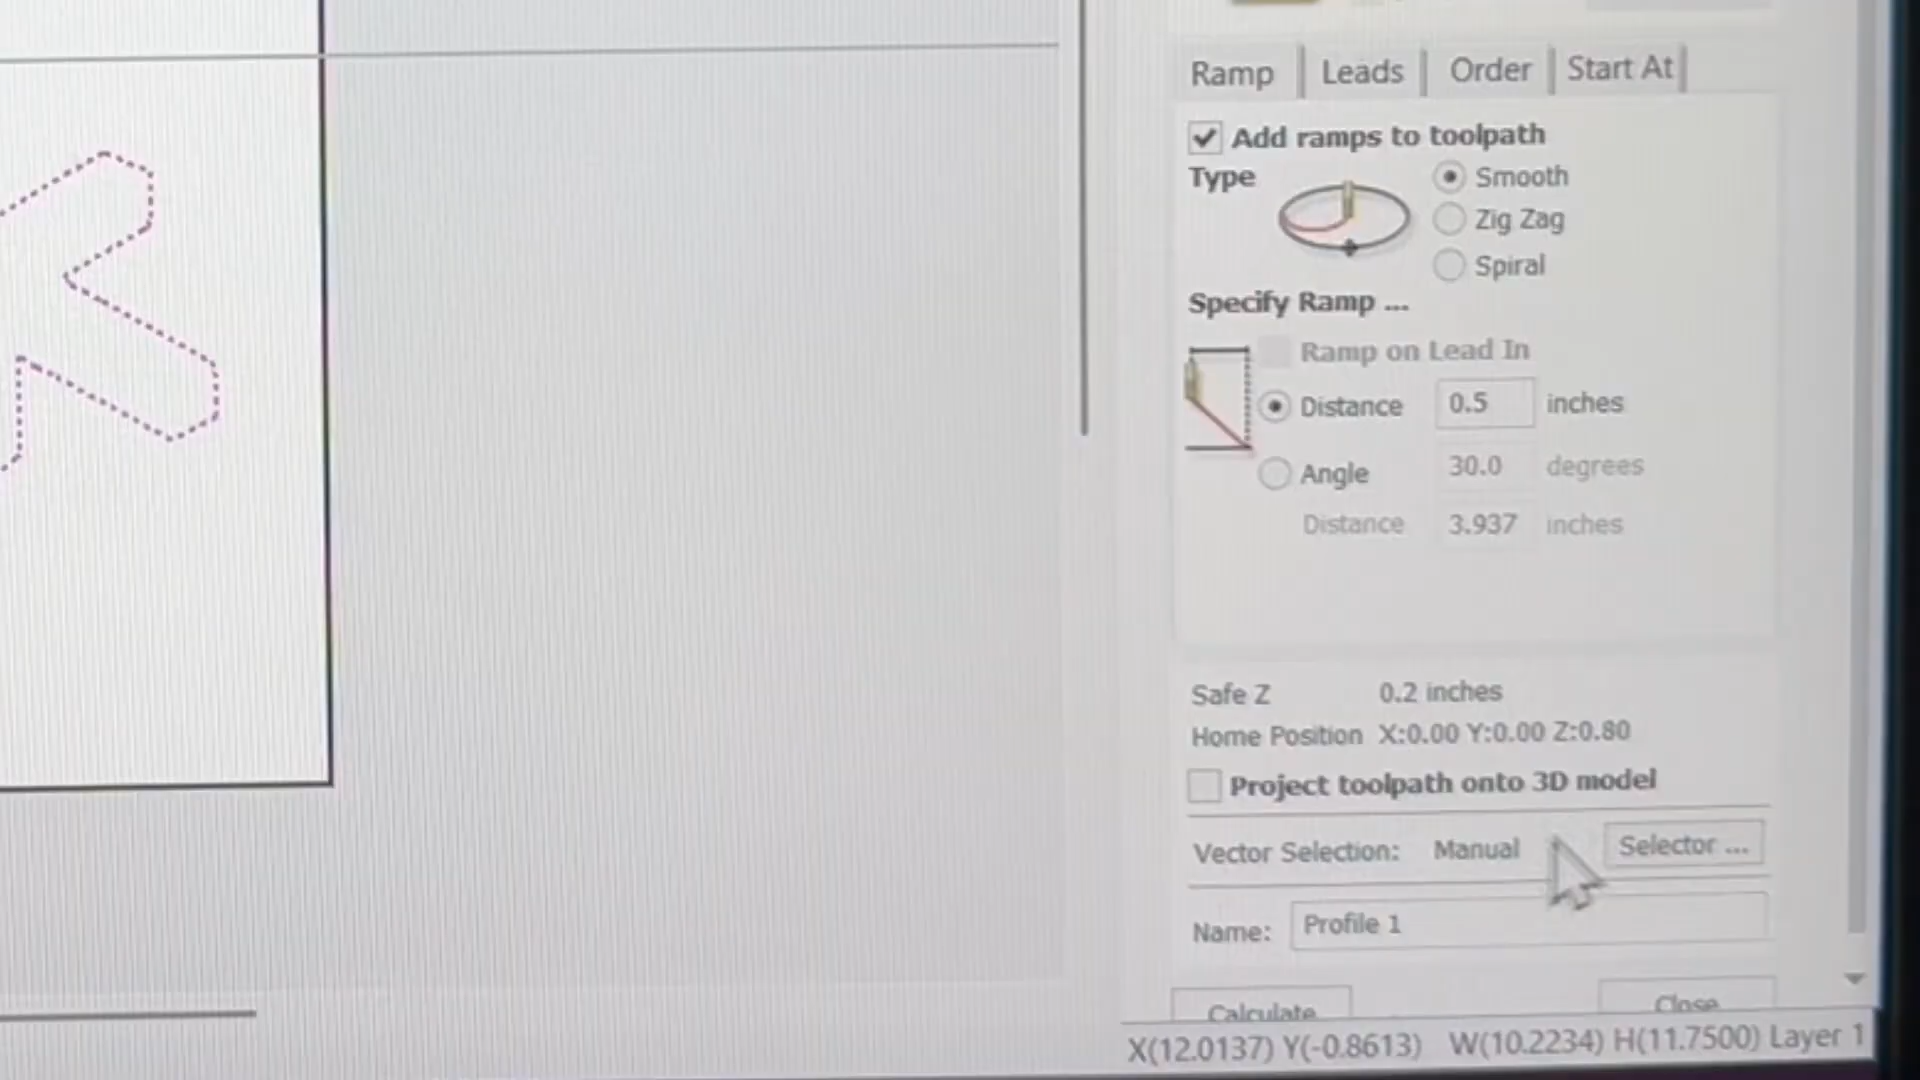 Ramp Leads Order Start At
Add ramps to toolpath
Type
Smooth
Zig Zag
Spiral
Specify Ramp ...
Ramp on Lead In
Distance 0.5 inches
Angle 30.0 degrees
Distance 3.937 inches
Safe Z 0.2 inches
Home Position X:0.00 Y:0.00 Z:0.80
Project toolpath onto 3D model
Vector Selection: Manual Selector ...
Name: Profile 1
Calculate Close
X(12.0137) Y(-0.8613) W(10.2234) H(11.7500) Layer 1